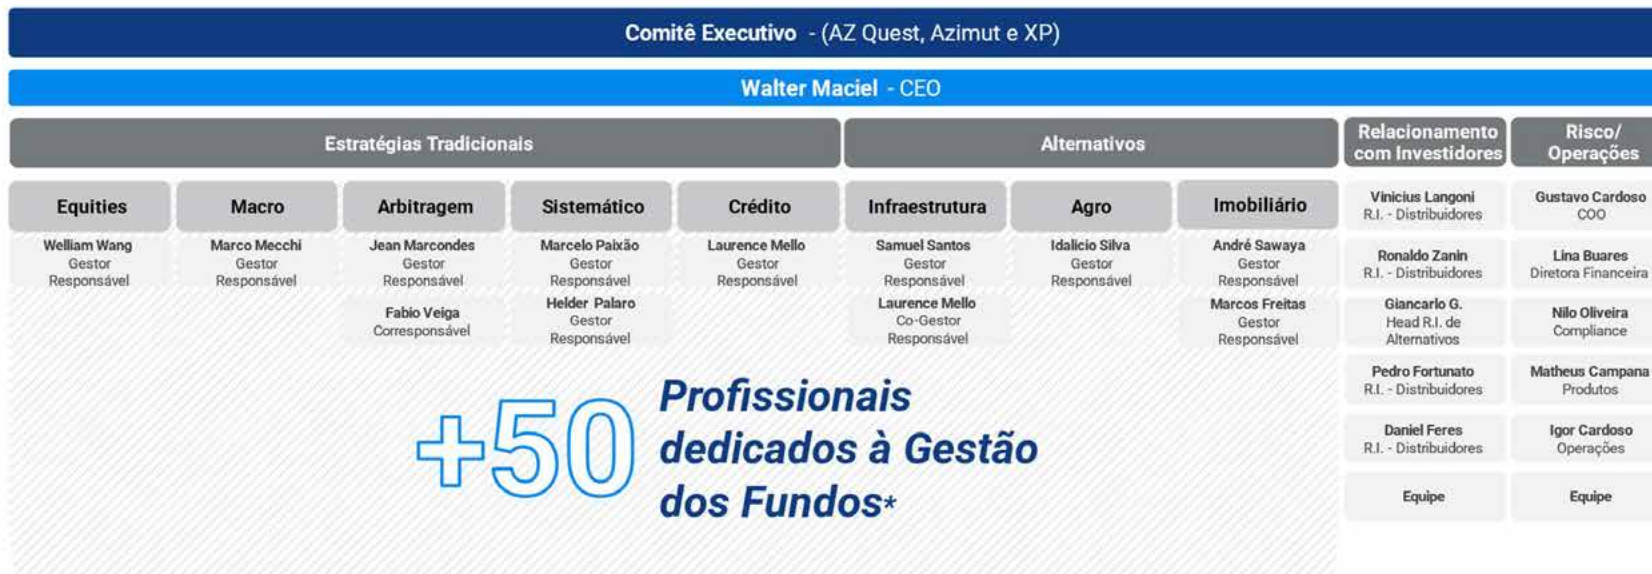 Comitê Executivo - (AZ Quest, Azimut e XP)
Walter Maciel - CEO
Estratégias Tradicionais
Alternativos
Relacionamento
com Investidores
Risco/
Operações
Equities
Macro
Arbitragem
Sistemático
Crédito
Infraestrutura
Agro
Imobiliário
Welliam Wang
Gestor
Responsável
Marco Mecchi
Gestor
Responsável
Jean Marcondes
Gestor
Responsável
Fabio Veiga
Corresponsável
Marcelo Paixão
Gestor
Responsável
Helder Palaro
Gestor
Responsável
Laurence Mello
Gestor
Responsável
Samuel Santos
Gestor
Responsável
Laurence Mello
Co-Gestor
Responsável
Idalicio Silva
Gestor
Responsável
André Sawaya
Gestor
Responsável
Marcos Freitas
Gestor
Responsável
Vinicius Langoni
R.I. - Distribuidores
Ronaldo Zanin
R.I. - Distribuidores
Giancarlo G.
Head R.I. de
Alternativos
Pedro Fortunato
R.I. - Distribuidores
Daniel Feres
R.I. - Distribuidores
Equipe
Gustavo Cardoso
COO
Lina Buares
Diretora Financeira
Nilo Oliveira
Compliance
Matheus Campana
Produtos
Igor Cardoso
Operações
Equipe
+50
Profissionais
dedicados à Gestão
dos Fundos*